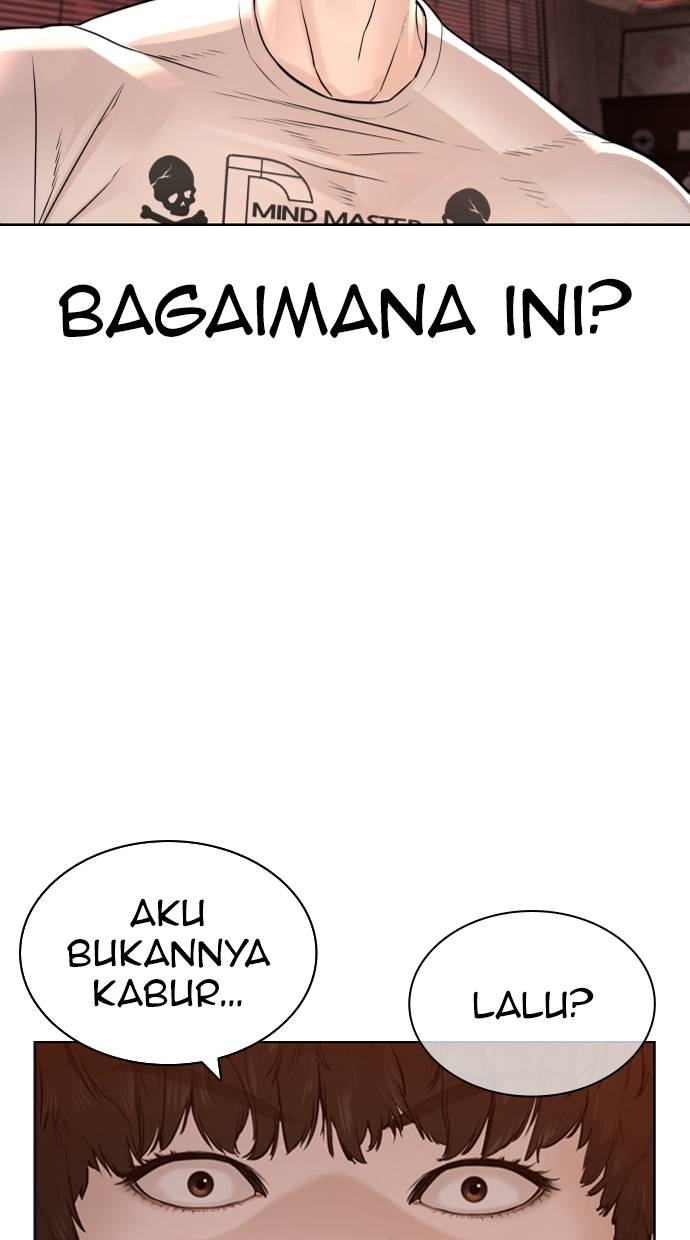 MIND MASTER
BAGAIMANA INI?
AKU
BUKANNYA
KABUR...
LALU?